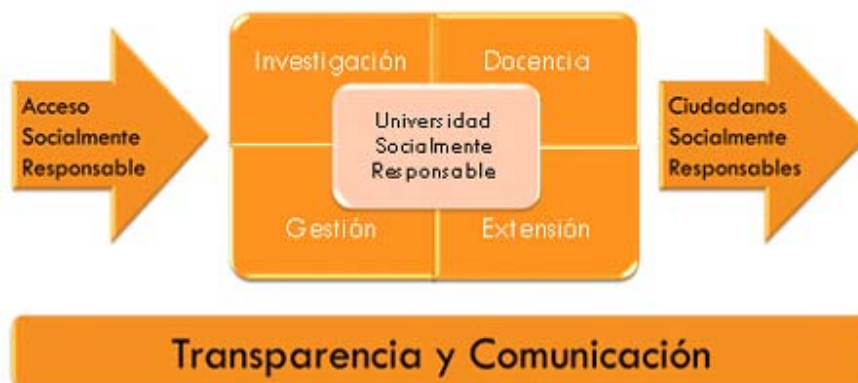 Acceso
Socialmente
Responsable
Investigación
Docencia
Universidad
Socialmente
Responsable
Gestión
Extensión
Ciudadanos
Socialmente
Responsables
Transparencia y Comunicación